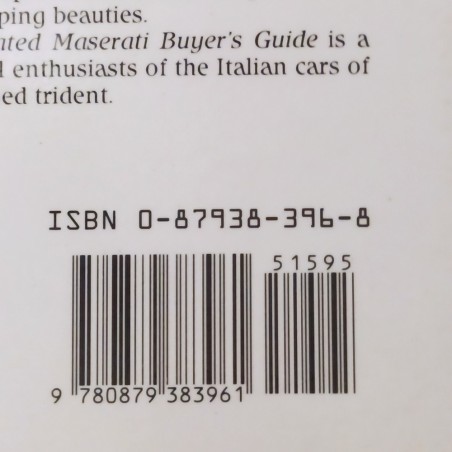 ping beauties.
ated Maserati Buyer's Guide is a
l enthusiasts of the Italian cars of
ed trident.
ISBN 0-87938-396-8
51595
9 780879 383961